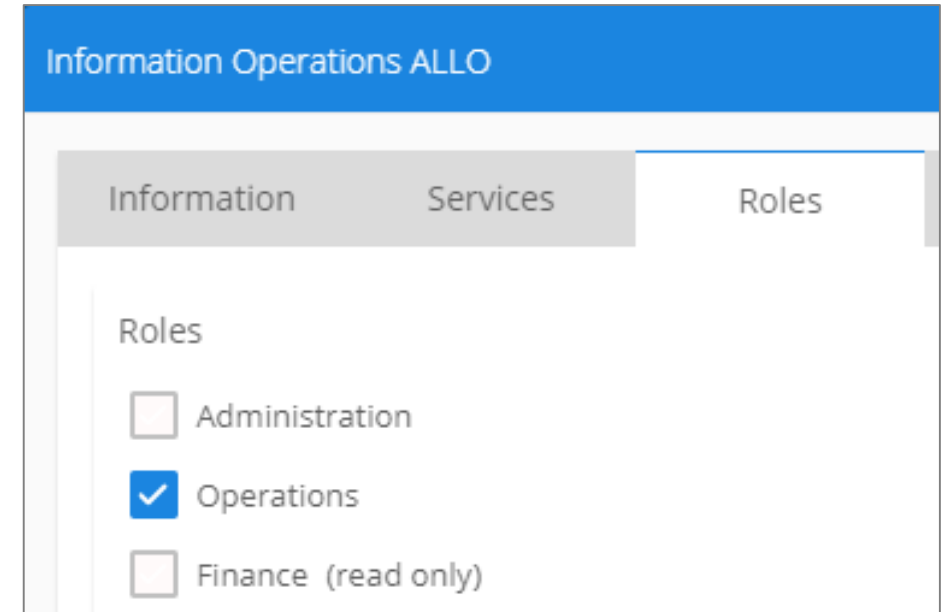 Information Operations ALLO
Information Services Roles
Roles
Administration
Operations
Finance (read only)